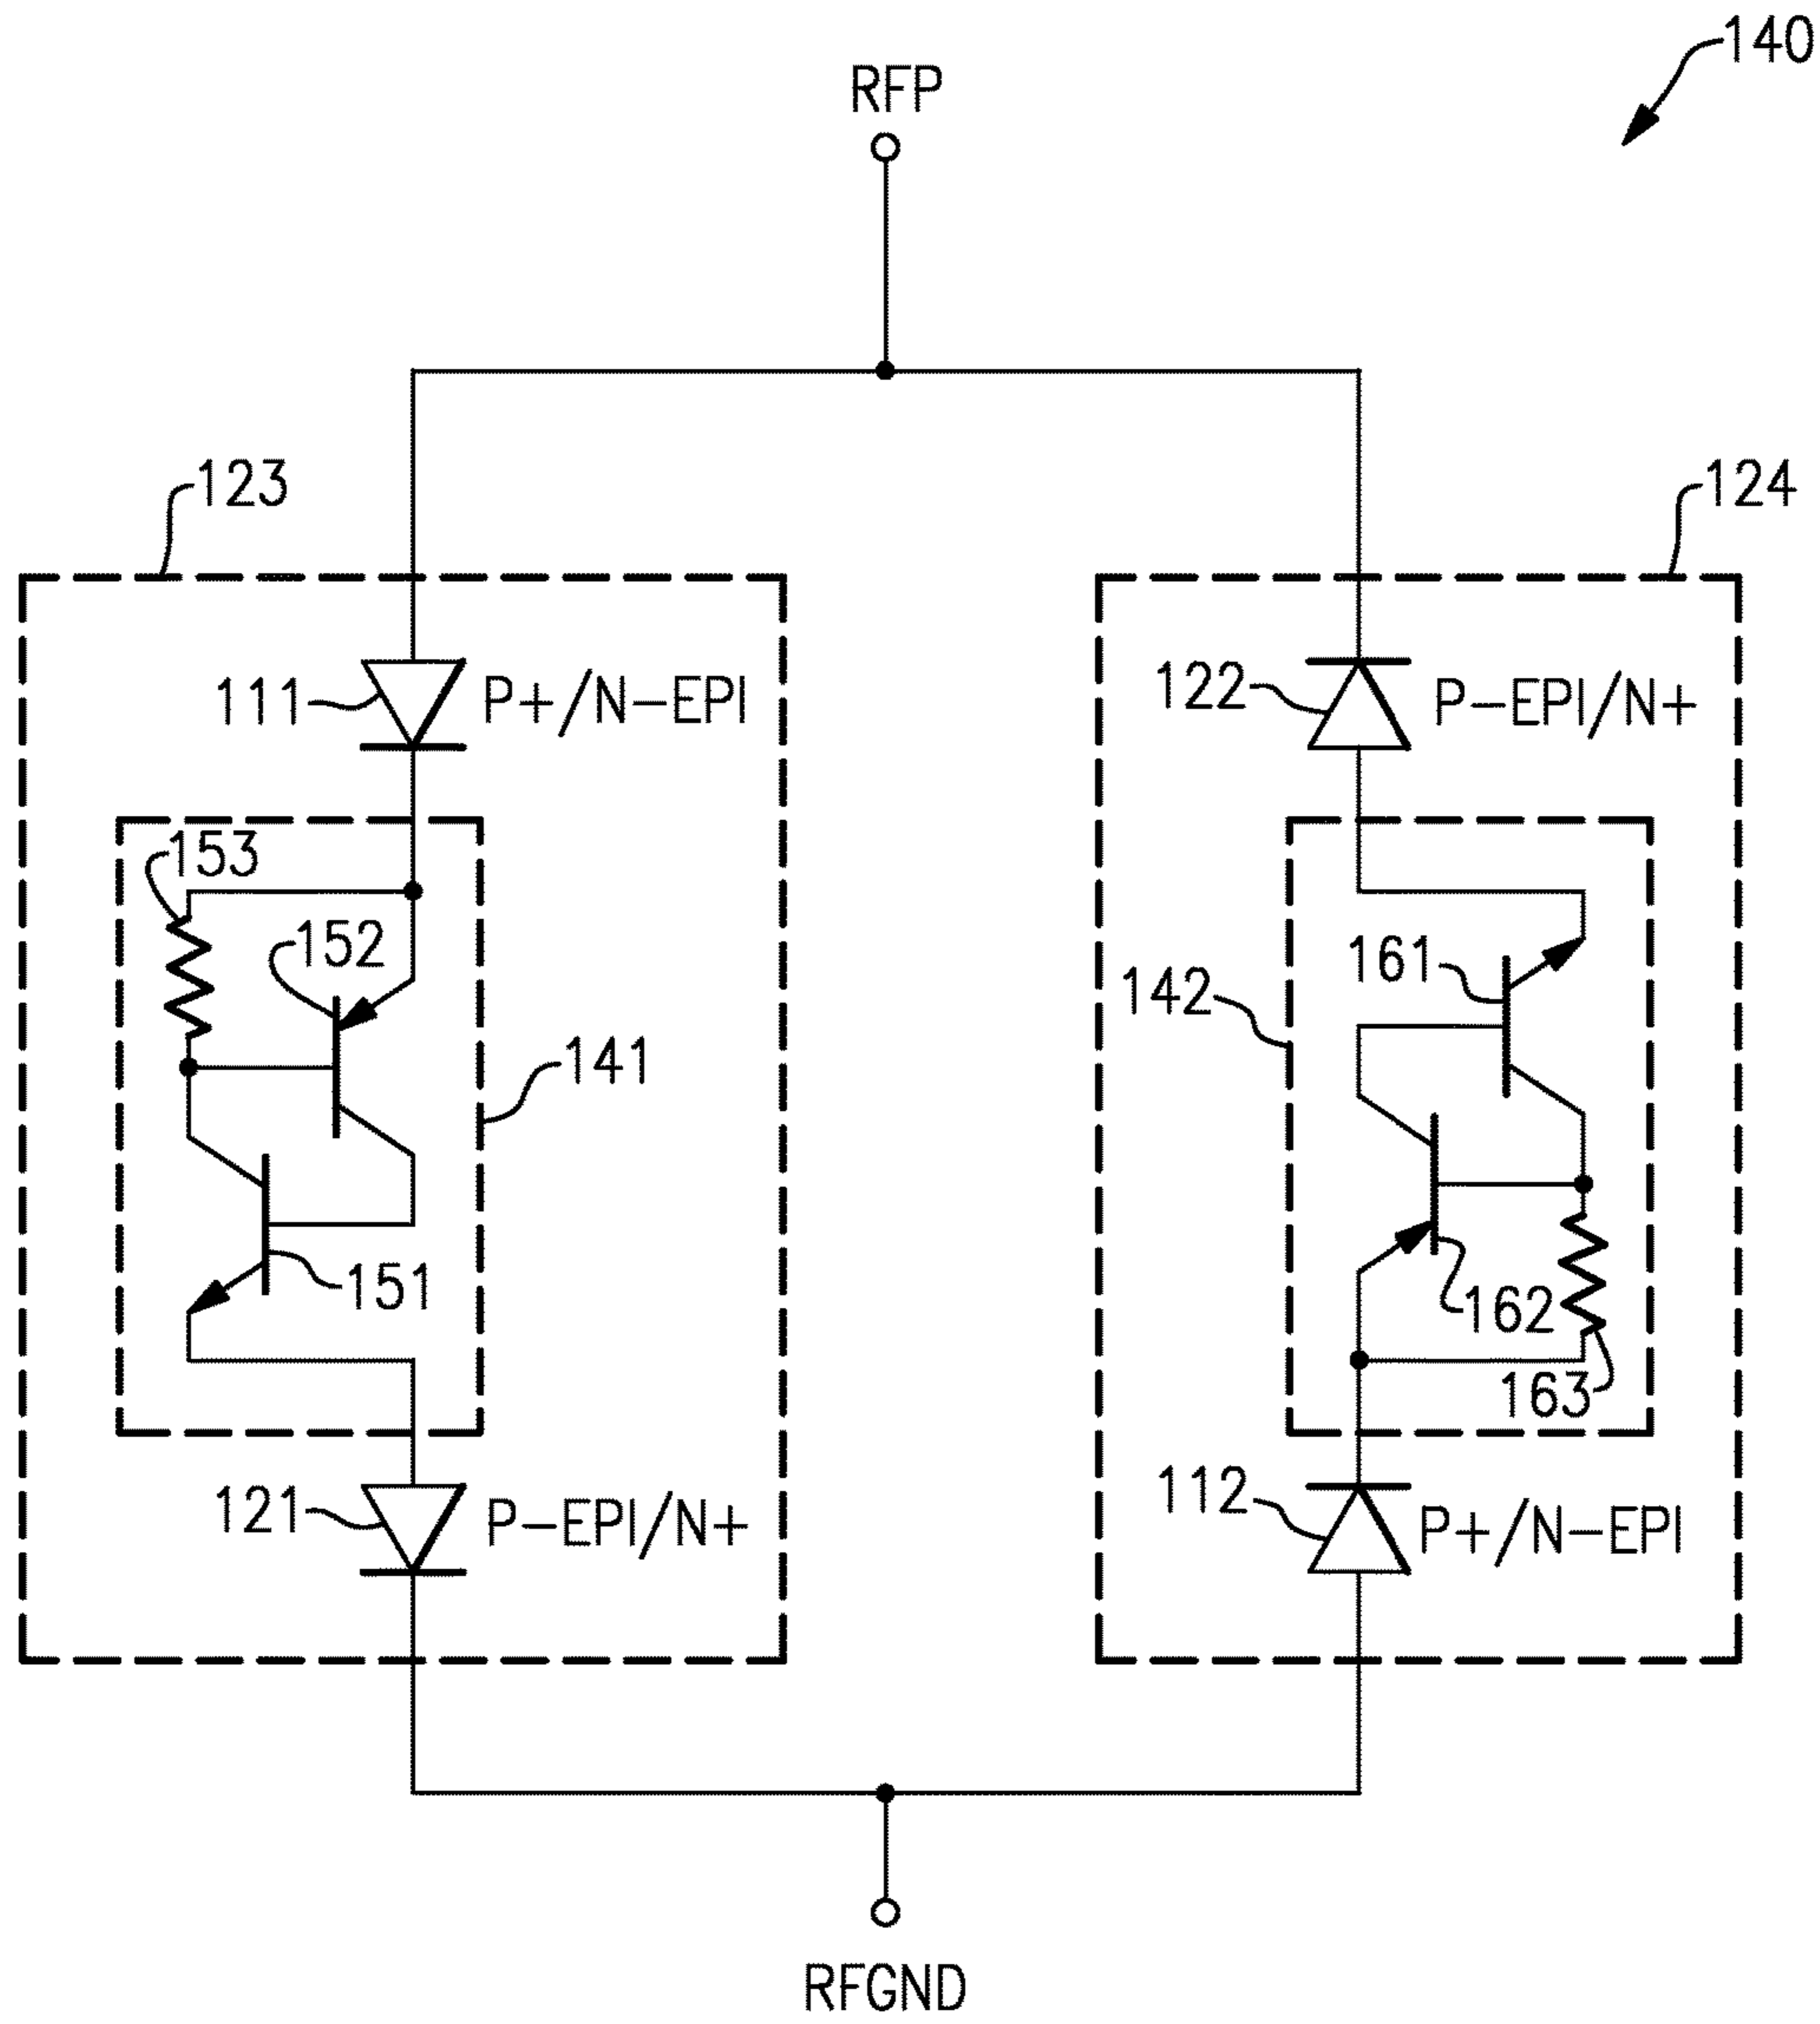 140
RFP
123
124
111
P+/N-EPI
122
P-EPI/N+
153
152
161
142
141
151
162
163
121
P-EPI/N+
112
P+/N-EPI
RFGND